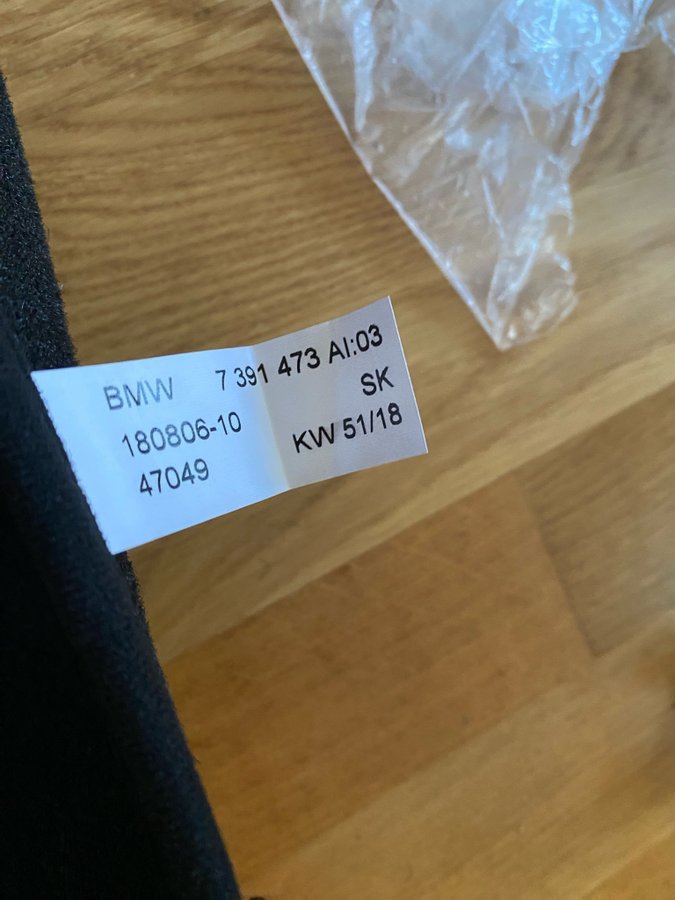 BMW 7 391 473 AI:03
180806-10 SK
47049 KW 51/18